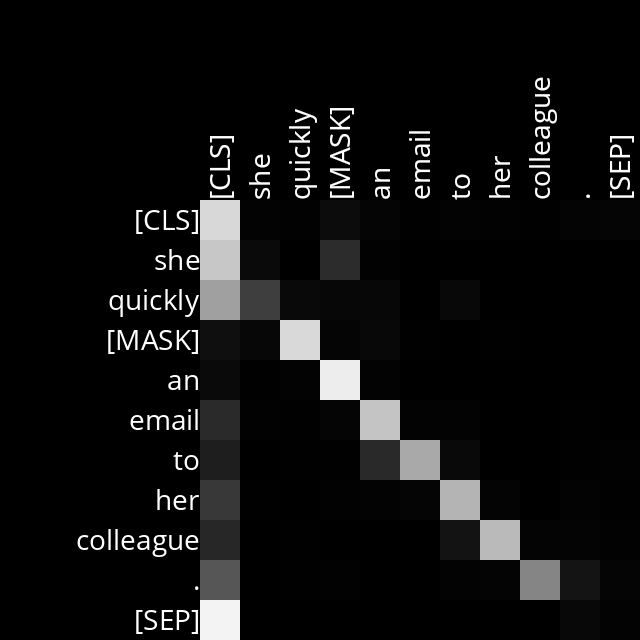 [CLS] she quickly [MASK] an email to her colleague . [SEP]
[CLS]
she
quickly
[MASK]
an
email
to
her
colleague
.
[SEP]